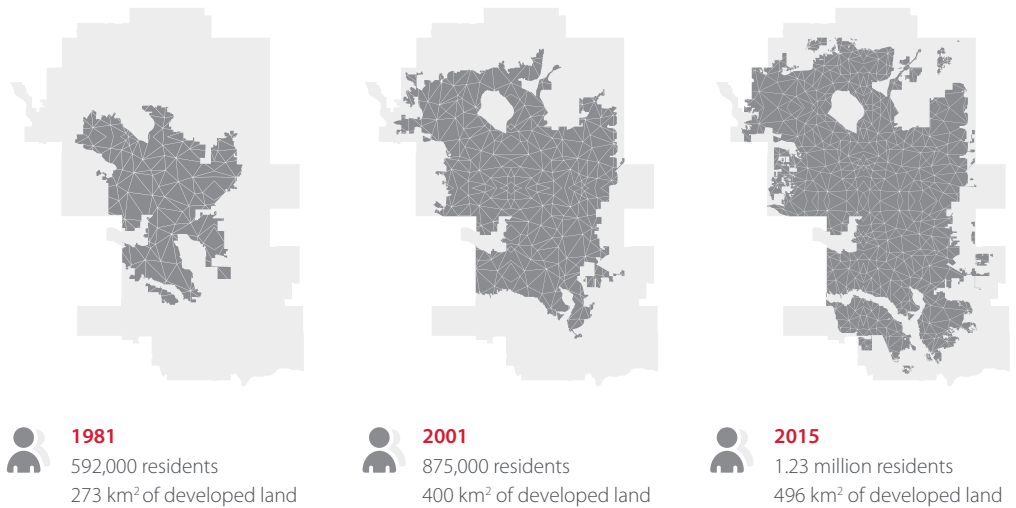 1981
592,000 residents
273 km² of developed land
2001
875,000 residents
400 km² of developed land
2015
1.23 million residents
496 km² of developed land